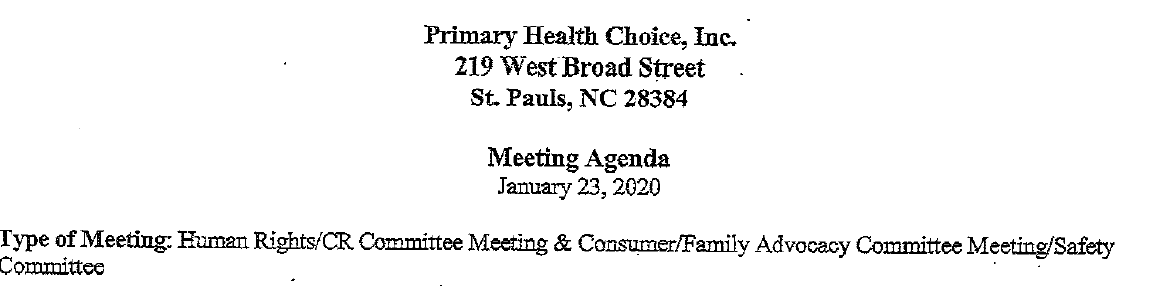 Primary Health Choice, Inc.
219 West Broad Street
St. Pauls, NC 28384
Meeting Agenda
January 23, 2020
Type of Meeting: Human Rights/CR Committee Meeting & Consumer/Family Advocacy Committee Meeting/Safety
Committee